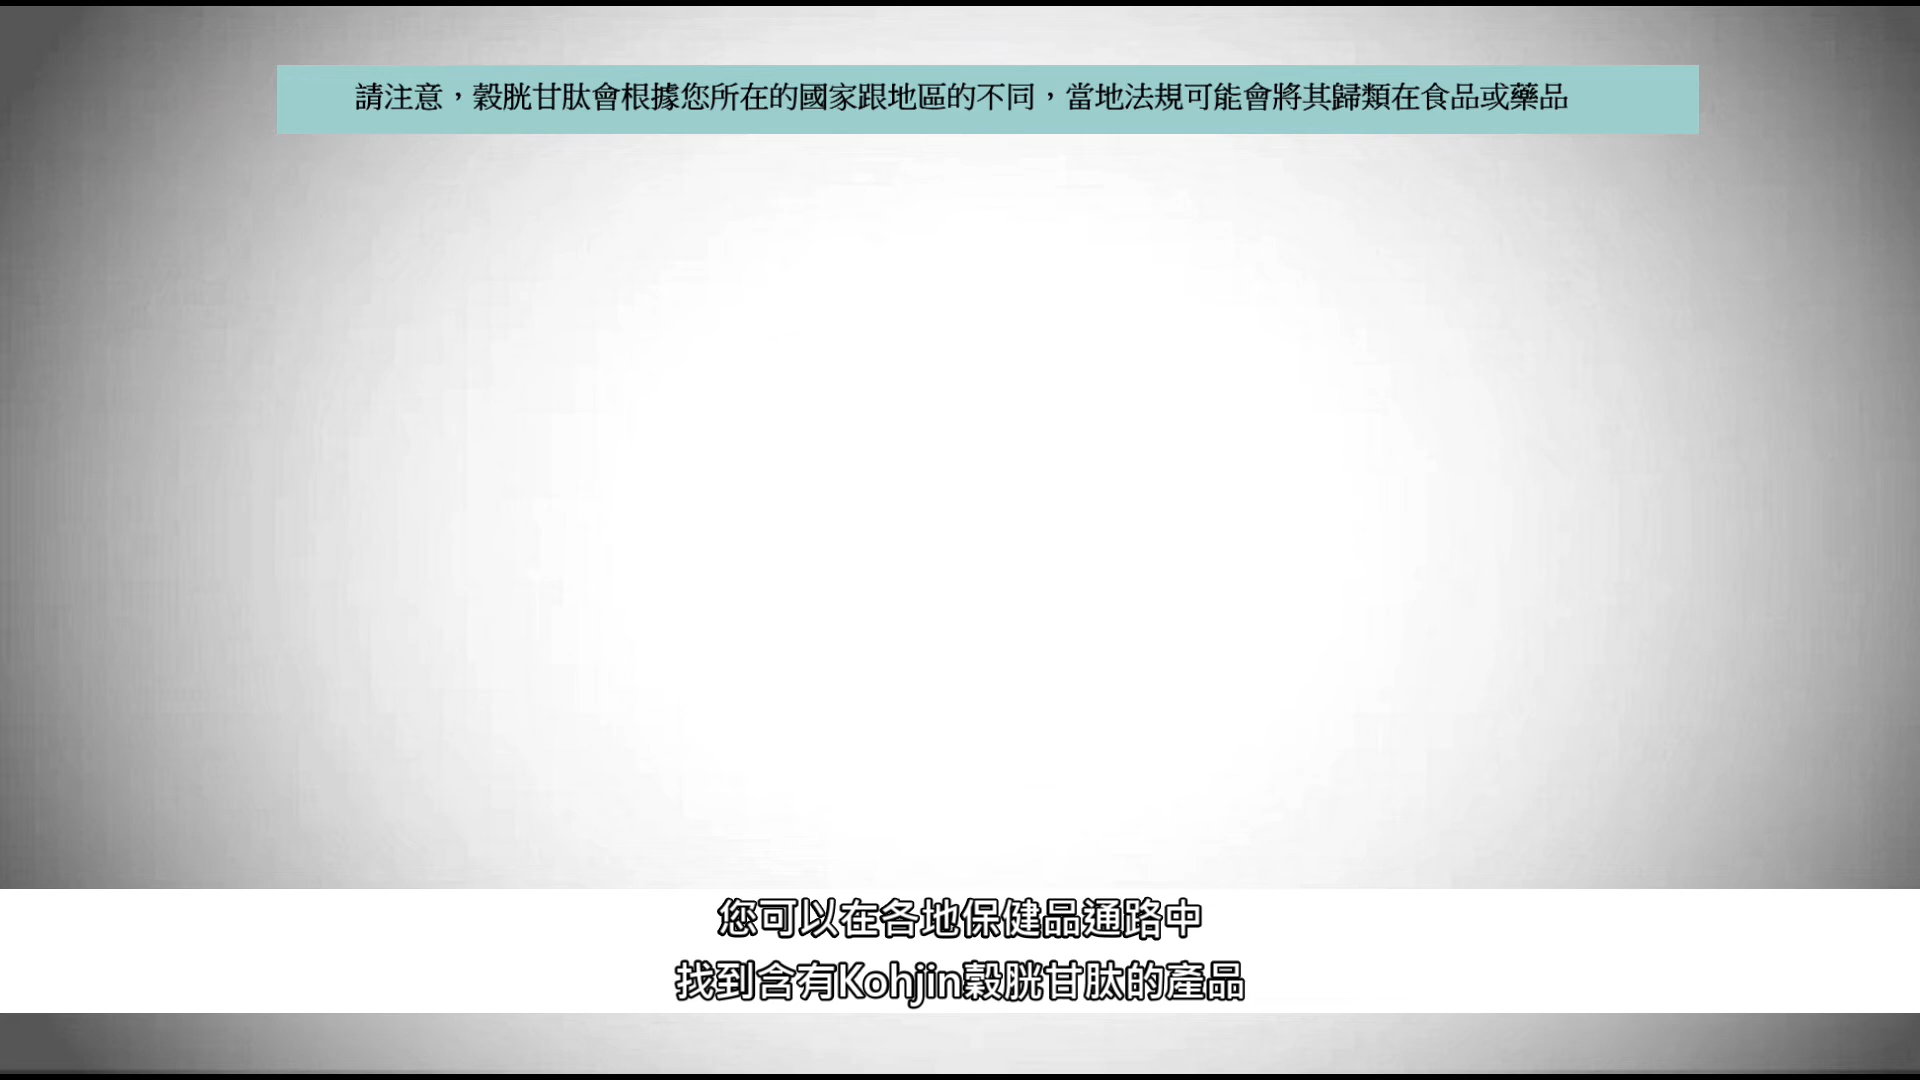 請注意，穀胱甘肽會根據您所在的國家跟地區的不同，當地法規可能會將其歸類在食品或藥品
您可以在各地保健品通路中
找到含有Kohjin穀胱甘肽的產品